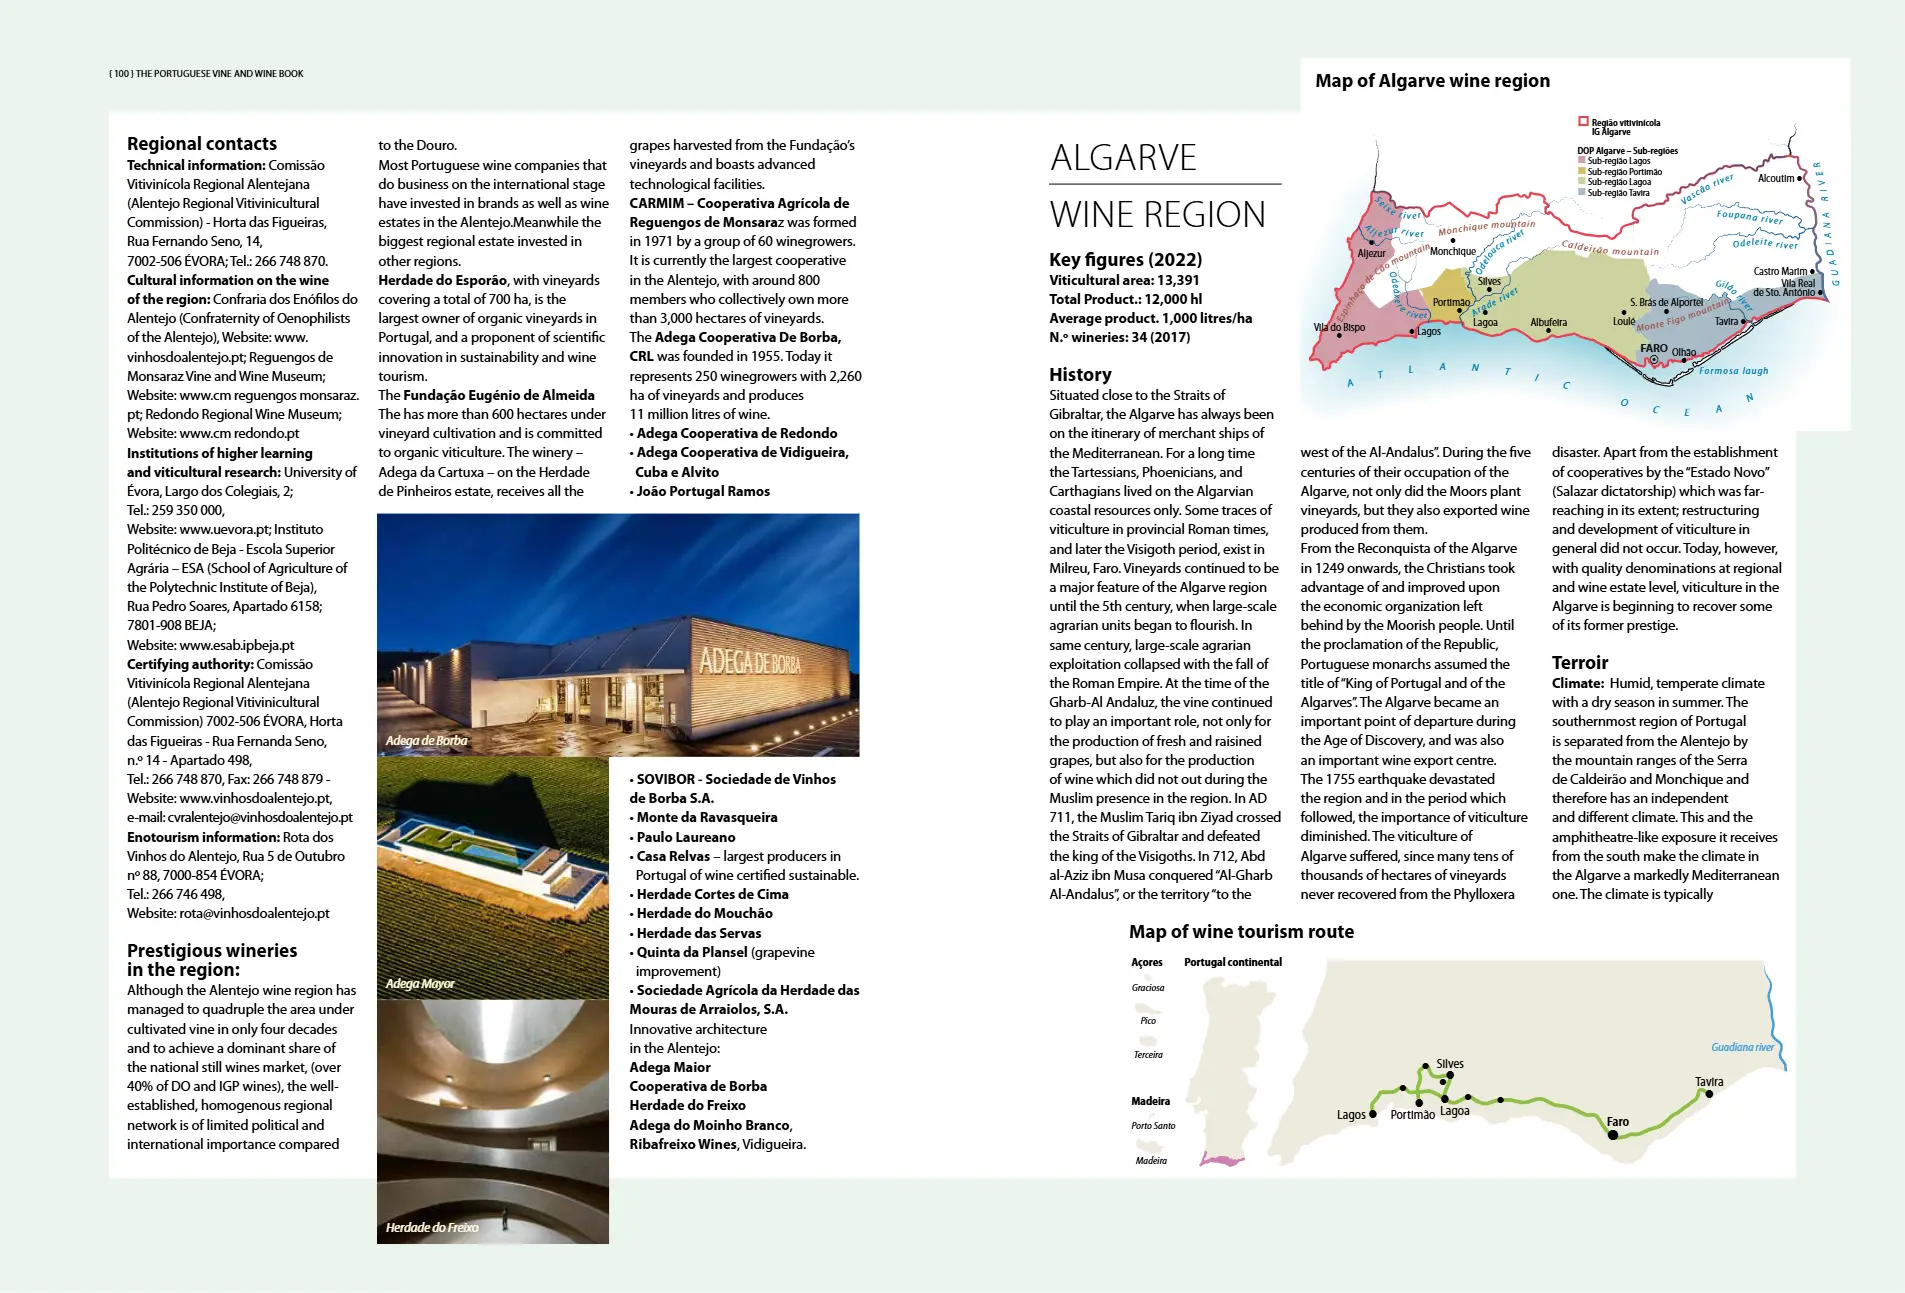 { 100 } THE PORTUGUESE VINE AND WINE BOOK
Regional contacts
Technical information: Comissão
Vitivinícola Regional Alentejana
(Alentejo Regional Vitivinicultural
Commission) - Horta das Figueiras,
Rua Fernando Seno, 14,
7002-506 ÉVORA; Tel.: 266 748 870.
Cultural information on the wine
of the region: Confraria dos Enófilos do
Alentejo (Confraternity of Oenophilists
of the Alentejo), Website: www.
vinhosdoalentejo.pt; Reguengos de
Monsaraz Vine and Wine Museum;
Website: www.cm reguengos monsaraz.
pt; Redondo Regional Wine Museum;
Website: www.cm redondo.pt
Institutions of higher learning
and viticultural research: University of
Évora, Largo dos Colegiais, 2;
Tel.: 259 350 000,
Website: www.uevora.pt; Instituto
Politécnico de Beja - Escola Superior
Agrária – ESA (School of Agriculture of
the Polytechnic Institute of Beja),
Rua Pedro Soares, Apartado 6158;
7801-908 BEJA;
Website: www.esab.ipbeja.pt
Certifying authority: Comissão
Vitivinícola Regional Alentejana
(Alentejo Regional Vitivinicultural
Commission) 7002-506 ÉVORA, Horta
das Figueiras - Rua Fernanda Seno,
n.º 14 - Apartado 498,
Tel.: 266 748 870, Fax: 266 748 879 -
Website: www.vinhosdoalentejo.pt,
e-mail: cvralentejo@vinhosdoalentejo.pt
Enotourism information: Rota dos
Vinhos do Alentejo, Rua 5 de Outubro
nº 88, 7000-854 ÉVORA;
Tel.: 266 746 498,
Website: rota@vinhosdoalentejo.pt
Prestigious wineries
in the region:
Although the Alentejo wine region has
managed to quadruple the area under
cultivated vine in only four decades
and to achieve a dominant share of
the national still wines market, (over
40% of DO and IGP wines), the well-
established, homogenous regional
network is of limited political and
international importance compared
to the Douro.
Most Portuguese wine companies that
do business on the international stage
have invested in brands as well as wine
estates in the Alentejo.Meanwhile the
biggest regional estate invested in
other regions.
Herdade do Esporão, with vineyards
covering a total of 700 ha, is the
largest owner of organic vineyards in
Portugal, and a proponent of scientific
innovation in sustainability and wine
tourism.
The Fundação Eugénio de Almeida
The has more than 600 hectares under
vineyard cultivation and is committed
to organic viticulture. The winery –
Adega da Cartuxa – on the Herdade
de Pinheiros estate, receives all the
grapes harvested from the Fundação's
vineyards and boasts advanced
technological facilities.
CARMIM – Cooperativa Agrícola de
Reguengos de Monsaraz was formed
in 1971 by a group of 60 winegrowers.
It is currently the largest cooperative
in the Alentejo, with around 800
members who collectively own more
than 3,000 hectares of vineyards.
The Adega Cooperativa De Borba,
CRL was founded in 1955. Today it
represents 250 winegrowers with 2,260
ha of vineyards and produces
11 million litres of wine.
• Adega Cooperativa de Redondo
• Adega Cooperativa de Vidigueira,
Cuba e Alvito
• João Portugal Ramos
ADEGA DE BORBA
Adega de Borba
Adega Mayor
Herdade do Freixo
• SOVIBOR - Sociedade de Vinhos
de Borba S.A.
• Monte da Ravasqueira
• Paulo Laureano
• Casa Relvas – largest producers in
Portugal of wine certified sustainable.
• Herdade Cortes de Cima
• Herdade do Mouchão
• Herdade das Servas
• Quinta da Plansel (grapevine
improvement)
• Sociedade Agrícola da Herdade das
Mouras de Arraiolos, S.A.
Innovative architecture
in the Alentejo:
Adega Maior
Cooperativa de Borba
Herdade do Freixo
Adega do Moinho Branco,
Ribafreixo Wines, Vidigueira.
ALGARVE
WINE REGION
Key figures (2022)
Viticultural area: 13,391
Total Product.: 12,000 hl
Average product. 1,000 litres/ha
N.º wineries: 34 (2017)
History
Situated close to the Straits of
Gibraltar, the Algarve has always been
on the itinerary of merchant ships of
the Mediterranean. For a long time
the Tartessians, Phoenicians, and
Carthagians lived on the Algarvian
coastal resources only. Some traces of
viticulture in provincial Roman times,
and later the Visigoth period, exist in
Milreu, Faro. Vineyards continued to be
a major feature of the Algarve region
until the 5th century, when large-scale
agrarian units began to flourish. In
same century, large-scale agrarian
exploitation collapsed with the fall of
the Roman Empire. At the time of the
Gharb-Al Andaluz, the vine continued
to play an important role, not only for
the production of fresh and raisined
grapes, but also for the production
of wine which did not out during the
Muslim presence in the region. In AD
711, the Muslim Tariq ibn Ziyad crossed
the Straits of Gibraltar and defeated
the king of the Visigoths. In 712, Abd
al-Aziz ibn Musa conquered "Al-Gharb
Al-Andalus", or the territory "to the
Map of Algarve wine region
Região vitivinícola
IG Algarve
DOP Algarve – Sub-regiões
Sub-região Lagos
Sub-região Portimão
Sub-região Lagoa
Sub-região Tavira
Seixe river
Aljezur river
Aljezur
Monchique mountain
Monchique
Espinhaço de Cão mountain
Odeáxere rivet
Odelouca river
Silves
Portimão
Arade river
Vila do Bispo
Lagos
Lagoa
Albufeira
Caldeirão mountain
Vascão river
Alcoutim
Foupana river
Odeleite river
GUADIANA RIVER
Castro Marim
Vila Real
de Sto. António
S. Brás de Alportel
Gilão river
Loulé
Monte Figo mountain
Tavira
FARO
Olhão
Formosa laugh
ATLANTIC OCEAN
west of the Al-Andalus". During the five
centuries of their occupation of the
Algarve, not only did the Moors plant
vineyards, but they also exported wine
produced from them.
From the Reconquista of the Algarve
in 1249 onwards, the Christians took
advantage of and improved upon
the economic organization left
behind by the Moorish people. Until
the proclamation of the Republic,
Portuguese monarchs assumed the
title of "King of Portugal and of the
Algarves". The Algarve became an
important point of departure during
the Age of Discovery, and was also
an important wine export centre.
The 1755 earthquake devastated
the region and in the period which
followed, the importance of viticulture
diminished. The viticulture of
Algarve suffered, since many tens of
thousands of hectares of vineyards
never recovered from the Phylloxera
disaster. Apart from the establishment
of cooperatives by the "Estado Novo"
(Salazar dictatorship) which was far-
reaching in its extent; restructuring
and development of viticulture in
general did not occur. Today, however,
with quality denominations at regional
and wine estate level, viticulture in the
Algarve is beginning to recover some
of its former prestige.
Terroir
Climate: Humid, temperate climate
with a dry season in summer. The
southernmost region of Portugal
is separated from the Alentejo by
the mountain ranges of the Serra
de Caldeirão and Monchique and
therefore has an independent
and different climate. This and the
amphitheatre-like exposure it receives
from the south make the climate in
the Algarve a markedly Mediterranean
one. The climate is typically
Map of wine tourism route
Açores
Portugal continental
Graciosa
Pico
Terceira
Madeira
Porto Santo
Madeira
Guadiana river
Silves
Tavira
Lagos
Portimão
Lagoa
Faro